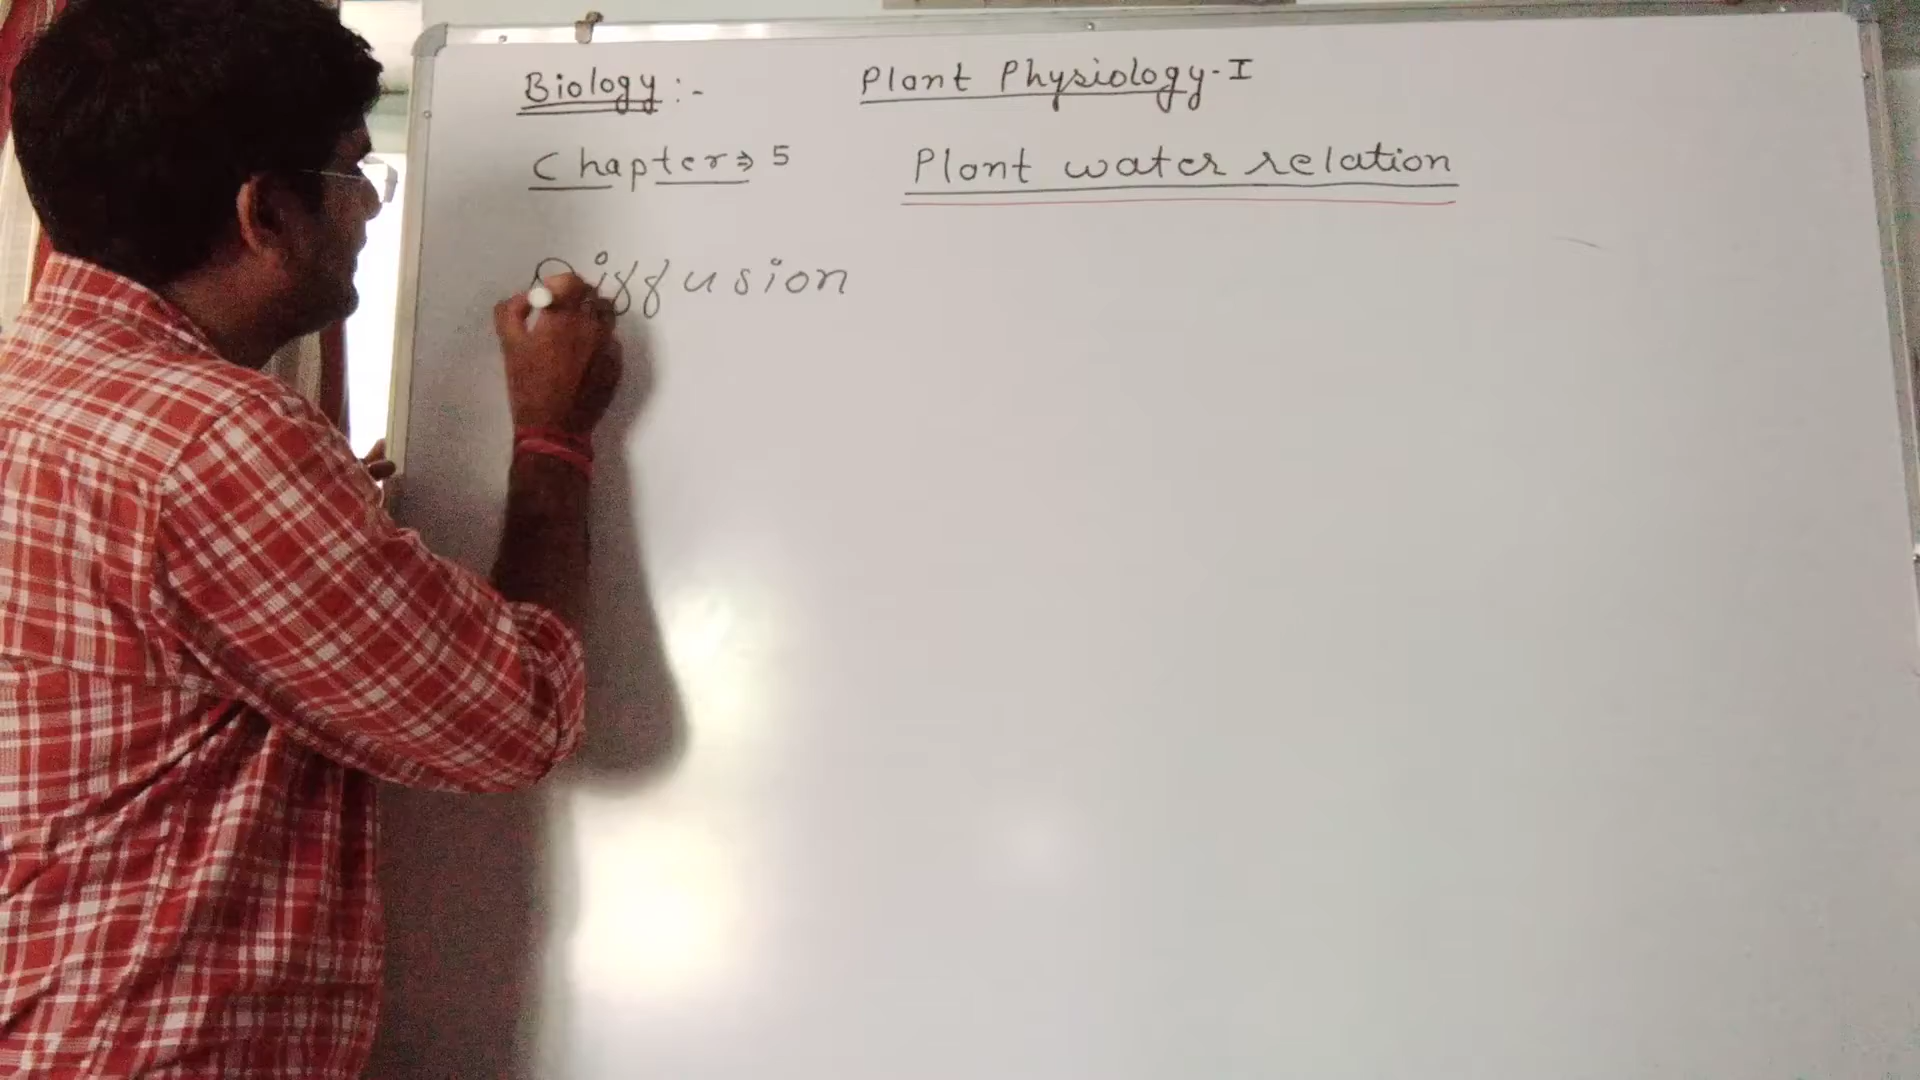 Biology:- Plant Physiology-I
Chapter⇒5 Plant water relation
Diffusion